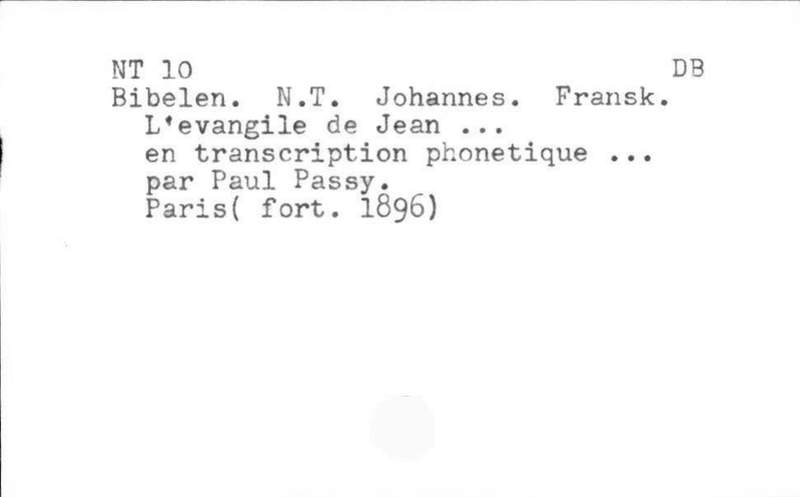 NT 10 DB
Bibelen. N.T. Johannes. Fransk.
L'evangile de Jean ...
en transcription phonetique ...
par Paul Passy.
Paris( fort. 1896)